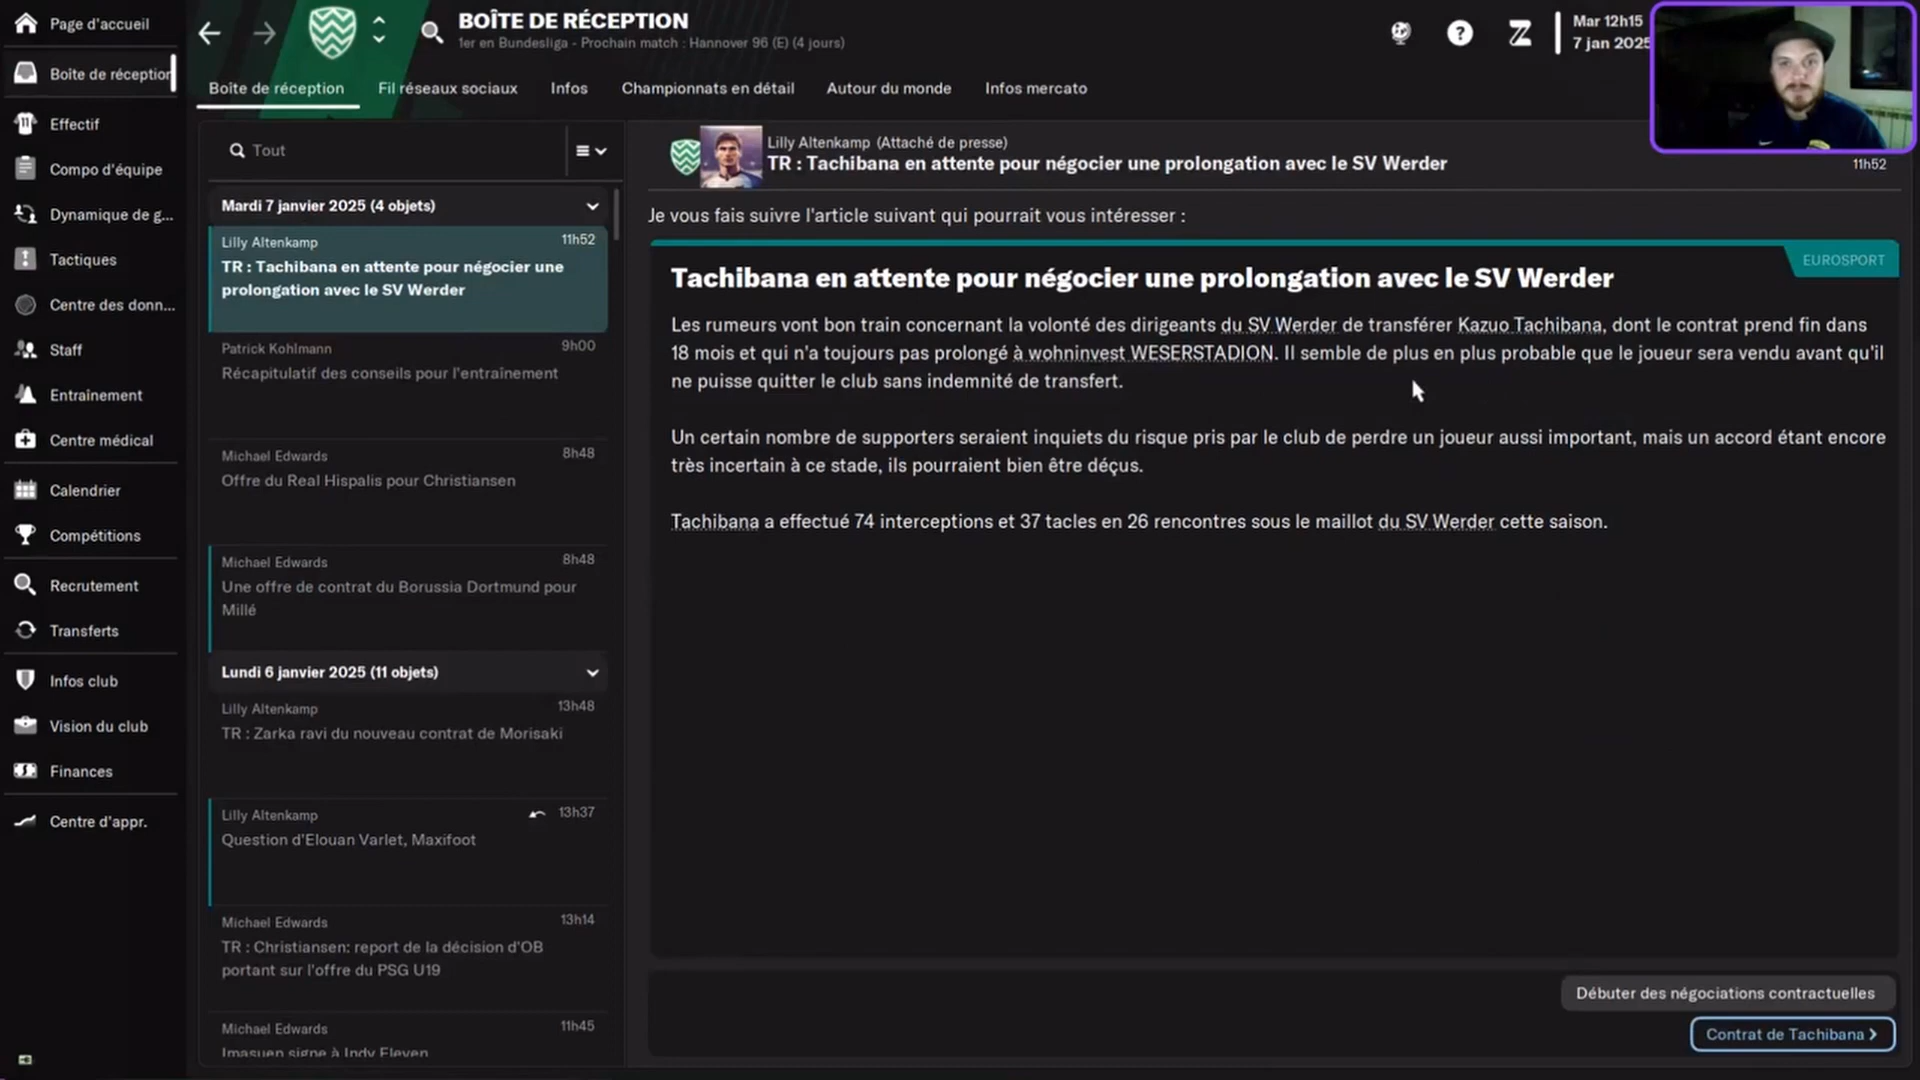 Page d'accueil
Boîte de réception
Effectif
Compo d'équipe
Dynamique de g...
Tactiques
Centre des donn...
Staff
Entraînement
Centre médical
Calendrier
Compétitions
Recrutement
Transferts
Infos club
Vision du club
Finances
Centre d'appr.
BOÎTE DE RÉCEPTION
1er en Bundesliga - Prochain match : Hannover 96 (E) (4 jours)
Mar 12h15
7 jan 2025
Boîte de réception
Fil réseaux sociaux
Infos
Championnats en détail
Autour du monde
Infos mercato
Tout
Mardi 7 janvier 2025 (4 objets)
Lilly Altenkamp 11h52
TR : Tachibana en attente pour négocier une
prolongation avec le SV Werder
Patrick Kohlmann 9h00
Récapitulatif des conseils pour l'entraînement
Michael Edwards 8h48
Offre du Real Hispalis pour Christiansen
Michael Edwards 8h48
Une offre de contrat du Borussia Dortmund pour
Millé
Lundi 6 janvier 2025 (11 objets)
Lilly Altenkamp 13h48
TR : Zarka ravi du nouveau contrat de Morisaki
Lilly Altenkamp 13h37
Question d'Elouan Varlet, Maxifoot
Michael Edwards 13h14
TR : Christiansen: report de la décision d'OB
portant sur l'offre du PSG U19
Michael Edwards 11h45
Imasuen signe à Indy Eleven
Lilly Altenkamp (Attaché de presse)
TR : Tachibana en attente pour négocier une prolongation avec le SV Werder
11h52
Je vous fais suivre l'article suivant qui pourrait vous intéresser :
EUROSPORT
Tachibana en attente pour négocier une prolongation avec le SV Werder
Les rumeurs vont bon train concernant la volonté des dirigeants du SV Werder de transférer Kazuo Tachibana, dont le contrat prend fin dans
18 mois et qui n'a toujours pas prolongé à wohninvest WESERSTADION. Il semble de plus en plus probable que le joueur sera vendu avant qu'il
ne puisse quitter le club sans indemnité de transfert.
Un certain nombre de supporters seraient inquiets du risque pris par le club de perdre un joueur aussi important, mais un accord étant encore
très incertain à ce stade, ils pourraient bien être déçus.
Tachibana a effectué 74 interceptions et 37 tacles en 26 rencontres sous le maillot du SV Werder cette saison.
Débuter des négociations contractuelles
Contrat de Tachibana